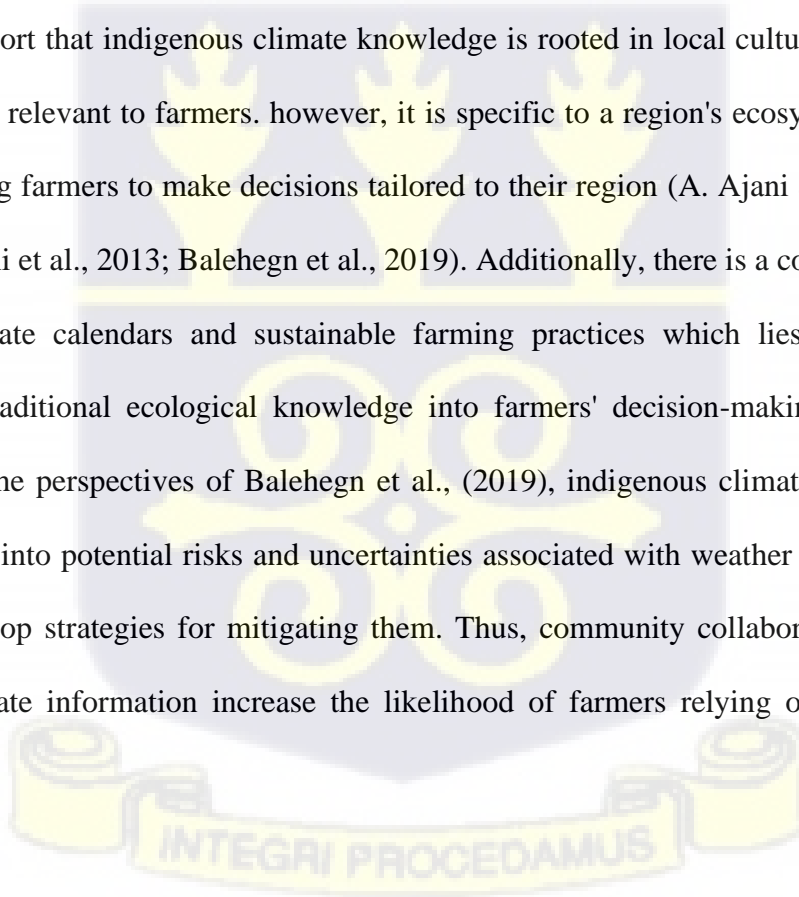 ort that indigenous climate knowledge is rooted in local cultu
relevant to farmers. however, it is specific to a region's ecosy
g farmers to make decisions tailored to their region (A. Ajani
i et al., 2013; Balehegn et al., 2019). Additionally, there is a co
ate calendars and sustainable farming practices which lies
aditional ecological knowledge into farmers' decision-makin
ne perspectives of Balehegn et al., (2019), indigenous climat
into potential risks and uncertainties associated with weather
op strategies for mitigating them. Thus, community collabor
ate information increase the likelihood of farmers relying o
INTEGRI PROCEDAMUS